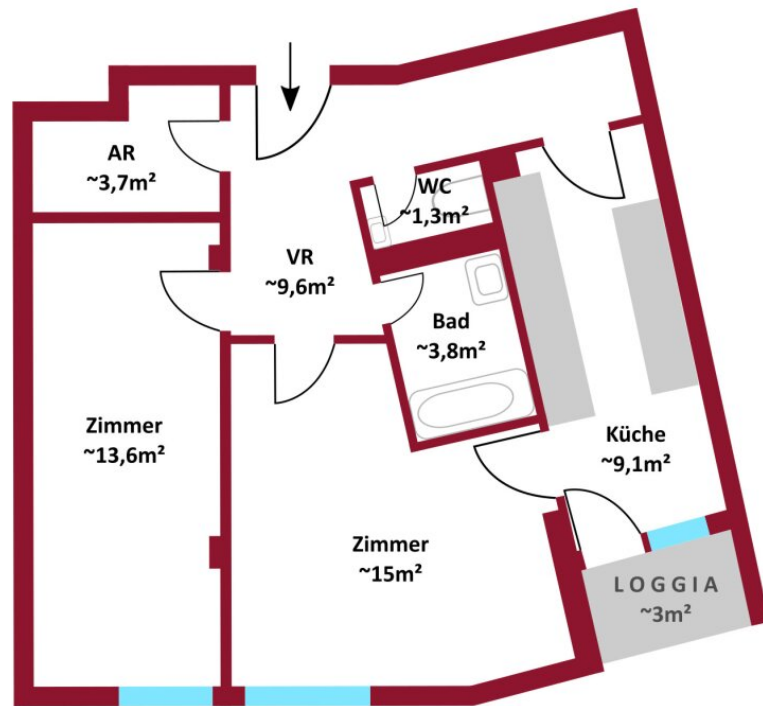 AR
~3,7m²
WC
~1,3m²
VR
~9,6m²
Bad
~3,8m²
Zimmer
~13,6m²
Küche
~9,1m²
Zimmer
~15m²
LOGGIA
~3m²